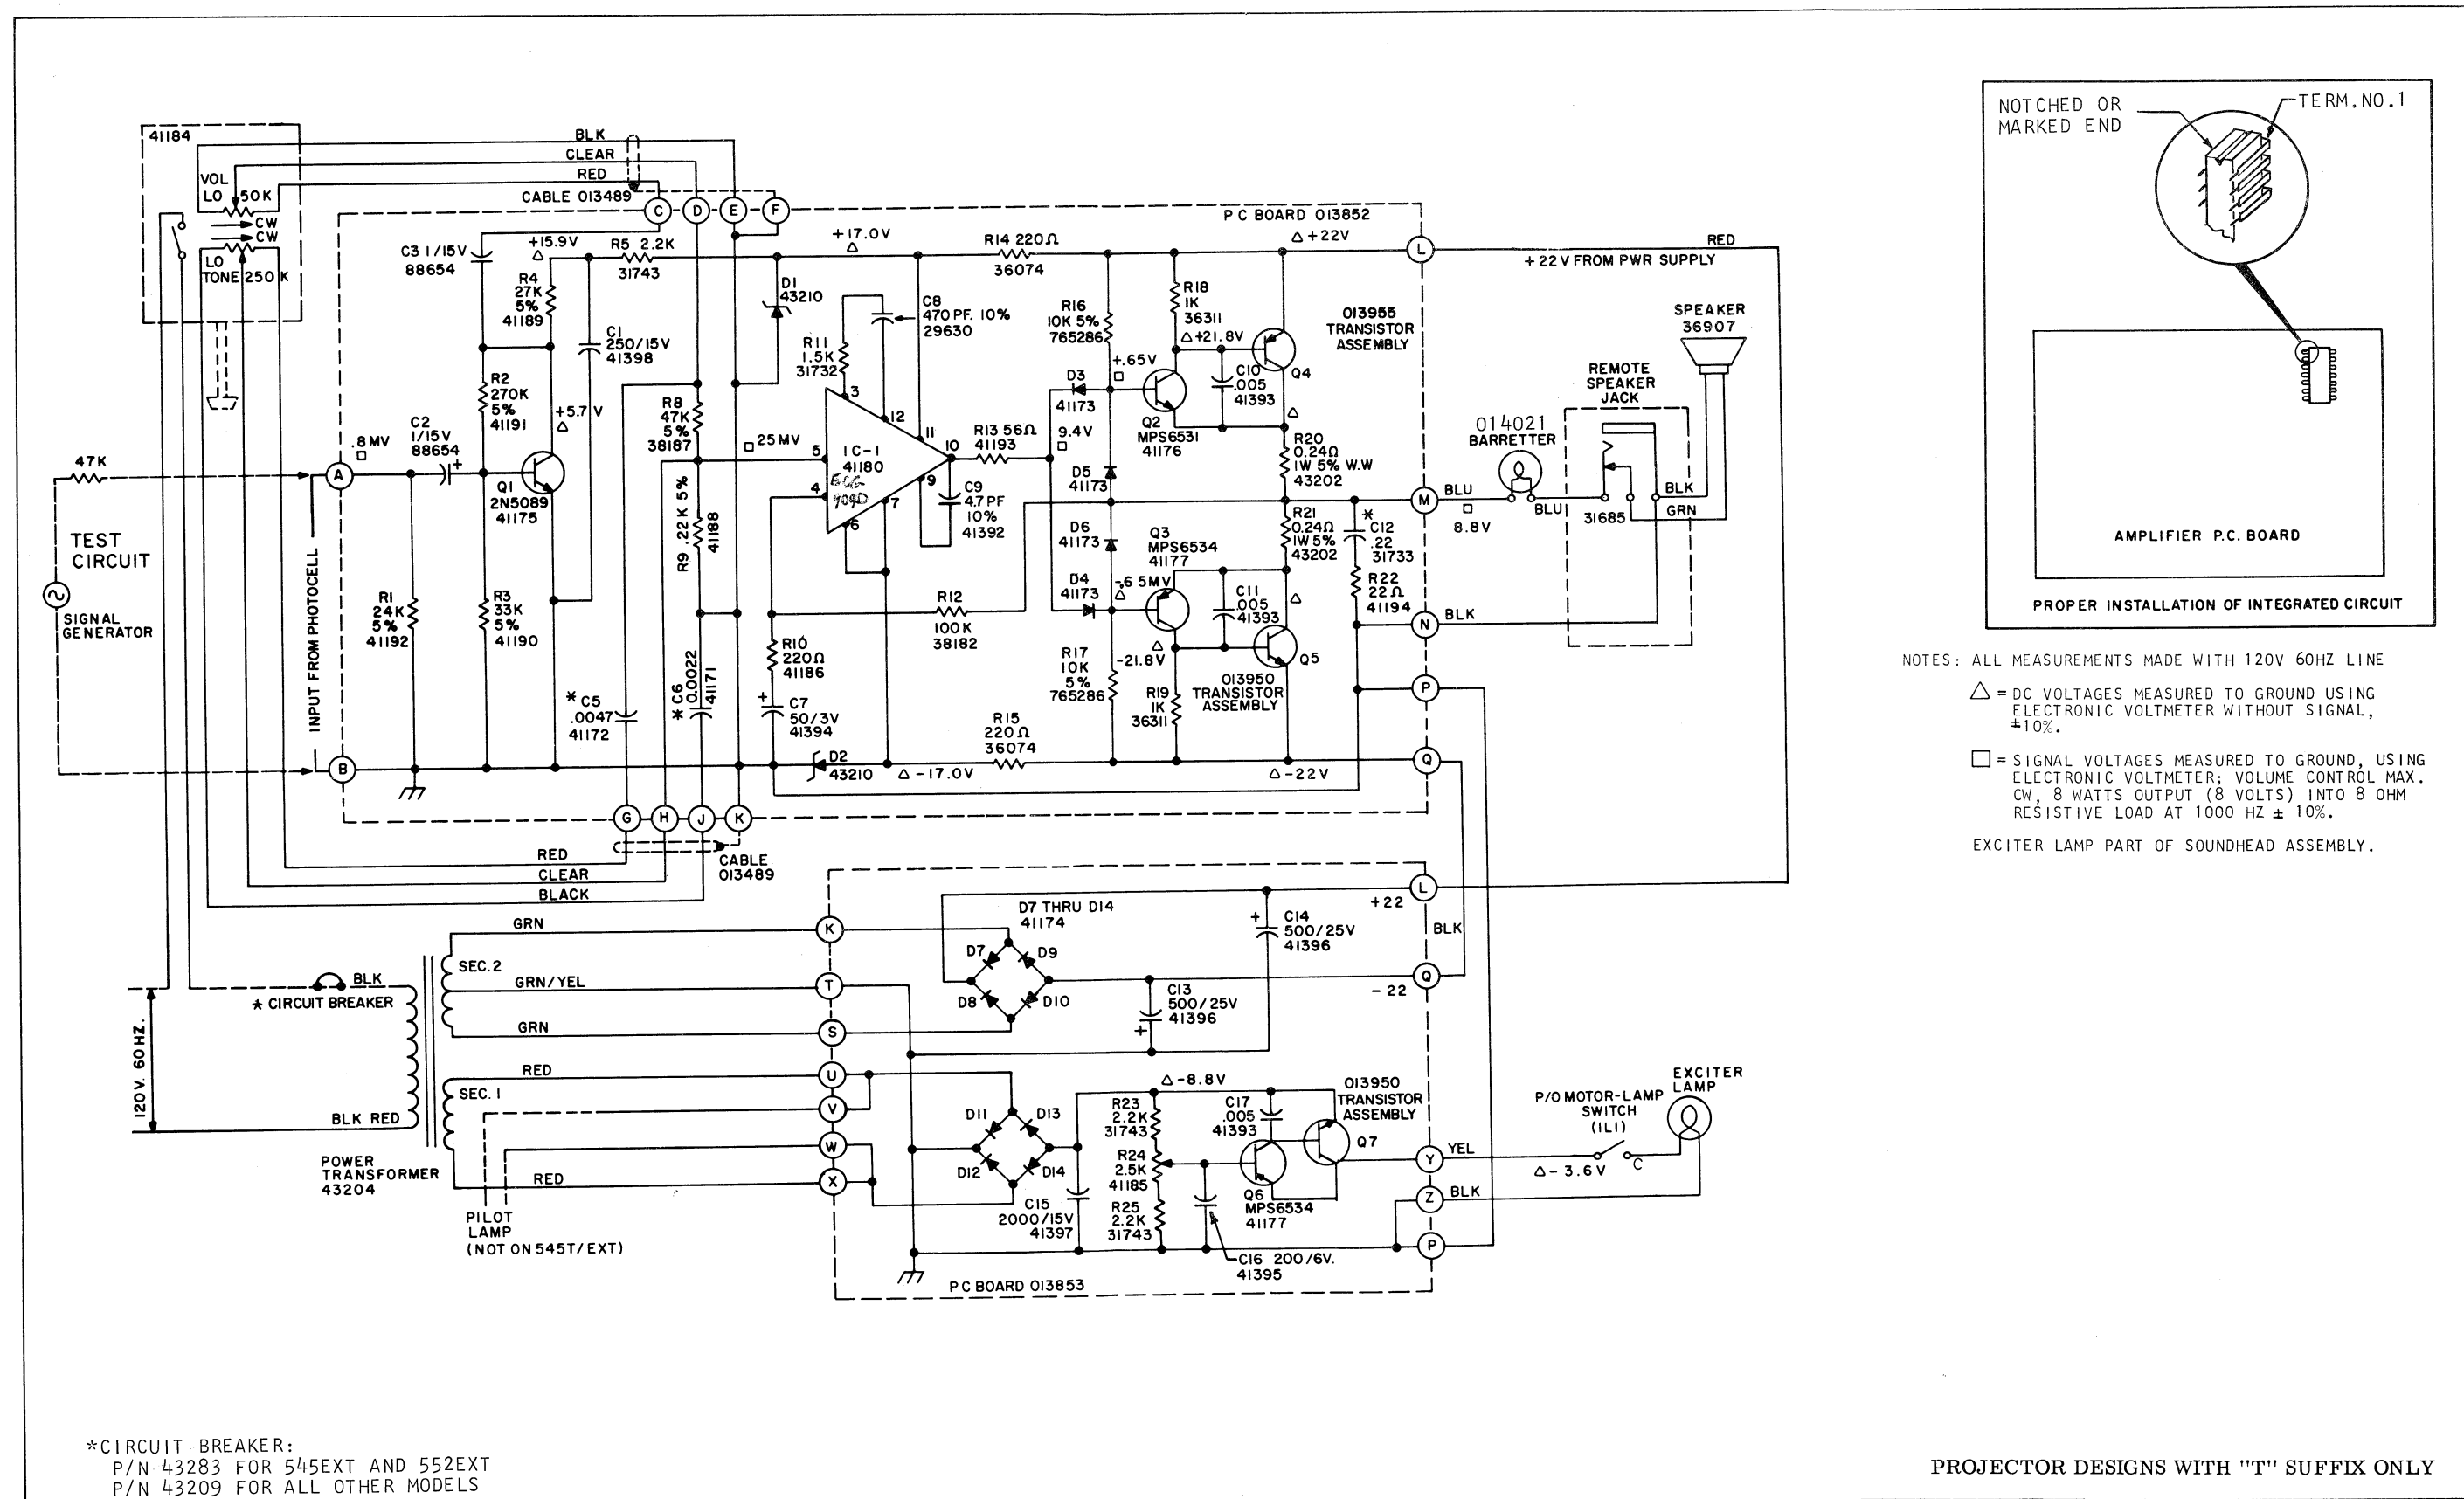 41184
BLK
CLEAR
RED
CABLE 013489
VOL
LO 50K
CW
CW
LO
TONE 250 K
C D E F
P C BOARD 013852
C3 1/15V
88654
+15.9V
R5 2.2K
31743
+17.0V
R14 220Ω
36074
+22V
L
RED
+22V FROM PWR SUPPLY
R4
27K
5%
41189
C1
250/15V
41398
D1
43210
C8
470 PF. 10%
29630
R11
1.5K
31732
R16
10K 5%
765286
R18
1K
36311
+21.8V
013955
TRANSISTOR
ASSEMBLY
Q4
SPEAKER
36907
R2
270K
5%
41191
+5.7 V
R8
47K
5%
38187
25 MV
3
12
11
10
5
4
6
7
9
IC-1
41180
ECG
909D
R13 56Ω
41193
9.4V
D3
41173
+.65V
Q2
MPS6531
41176
C10
.005
41393
R20
0.24Ω
1W 5% W.W
43202
014021
BARRETTER
REMOTE
SPEAKER
JACK
.8 MV
C2
1/15V
88654
+
47K
A
Q1
2N5089
41175
R9 .22K 5%
41188
C9
4.7 PF
10%
41392
D5
41173
D6
41173
M
BLU
8.8V
BLU
31685
BLK
GRN
R21
0.24Ω
1W 5%
43202
*
C12
.22
31733
R22
22Ω
41194
TEST
CIRCUIT
SIGNAL
GENERATOR
INPUT FROM PHOTOCELL
R1
24K
5%
41192
R3
33K
5%
41190
R12
100K
38182
D4
41173
-6 5MV
Q3
MPS6534
41177
C11
.005
41393
Q5
013950
TRANSISTOR
ASSEMBLY
N
BLK
P
R10
220Ω
41186
+
C7
50/3V
41394
* C6
0.0022
41171
* C5
.0047
41172
-21.8V
R17
10K
5%
765286
R19
1K
36311
R15
220Ω
36074
B
D2
43210
-17.0V
-22V
Q
G H J K
RED
CLEAR
BLACK
CABLE
013489
GRN
SEC.2
GRN/YEL
GRN
K
T
S
D7 THRU D14
41174
D7
D9
D8
D10
+
C14
500/25V
41396
C13
500/25V
41396
+
L
+22
BLK
Q
-22
BLK
* CIRCUIT BREAKER
120V. 60HZ.
BLK RED
POWER
TRANSFORMER
43204
RED
SEC. 1
RED
PILOT
LAMP
(NOT ON 545T/EXT)
U
V
W
X
D11
D13
D12
D14
C15
2000/15V
41397
-8.8V
R23
2.2K
31743
R24
2.5K
41185
R25
2.2K
31743
C17
.005
41393
013950
TRANSISTOR
ASSEMBLY
Q7
Q6
MPS6534
41177
C16 200/6V.
41395
Y
YEL
-3.6V
Z
BLK
P
P/O MOTOR-LAMP
SWITCH
(1L1)
C
EXCITER
LAMP
PC BOARD 013853
NOTCHED OR
MARKED END
TERM.NO.1
AMPLIFIER P.C. BOARD
PROPER INSTALLATION OF INTEGRATED CIRCUIT
NOTES: ALL MEASUREMENTS MADE WITH 120V 60HZ LINE
△ = DC VOLTAGES MEASURED TO GROUND USING
ELECTRONIC VOLTMETER WITHOUT SIGNAL,
±10%.
□ = SIGNAL VOLTAGES MEASURED TO GROUND, USING
ELECTRONIC VOLTMETER; VOLUME CONTROL MAX.
CW, 8 WATTS OUTPUT (8 VOLTS) INTO 8 OHM
RESISTIVE LOAD AT 1000 HZ ± 10%.
EXCITER LAMP PART OF SOUNDHEAD ASSEMBLY.
*CIRCUIT BREAKER:
P/N 43283 FOR 545EXT AND 552EXT
P/N 43209 FOR ALL OTHER MODELS
PROJECTOR DESIGNS WITH "T" SUFFIX ONLY